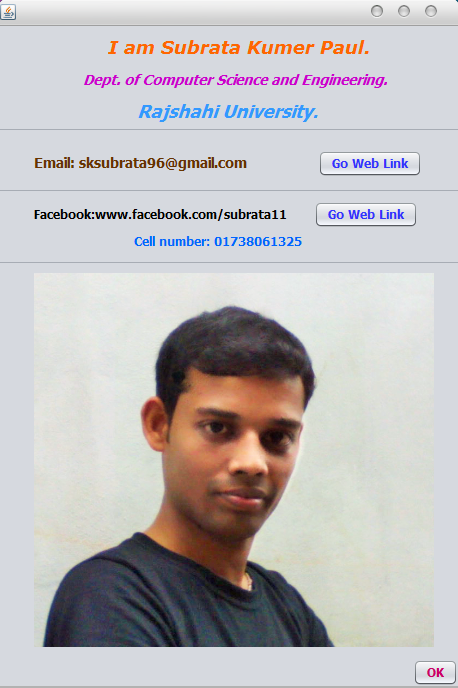 I am Subrata Kumer Paul.
Dept. of Computer Science and Engineering.
Rajshahi University.
Email: sksubrata96@gmail.com Go Web Link
Facebook:www.facebook.com/subrata11 Go Web Link
Cell number: 01738061325
OK